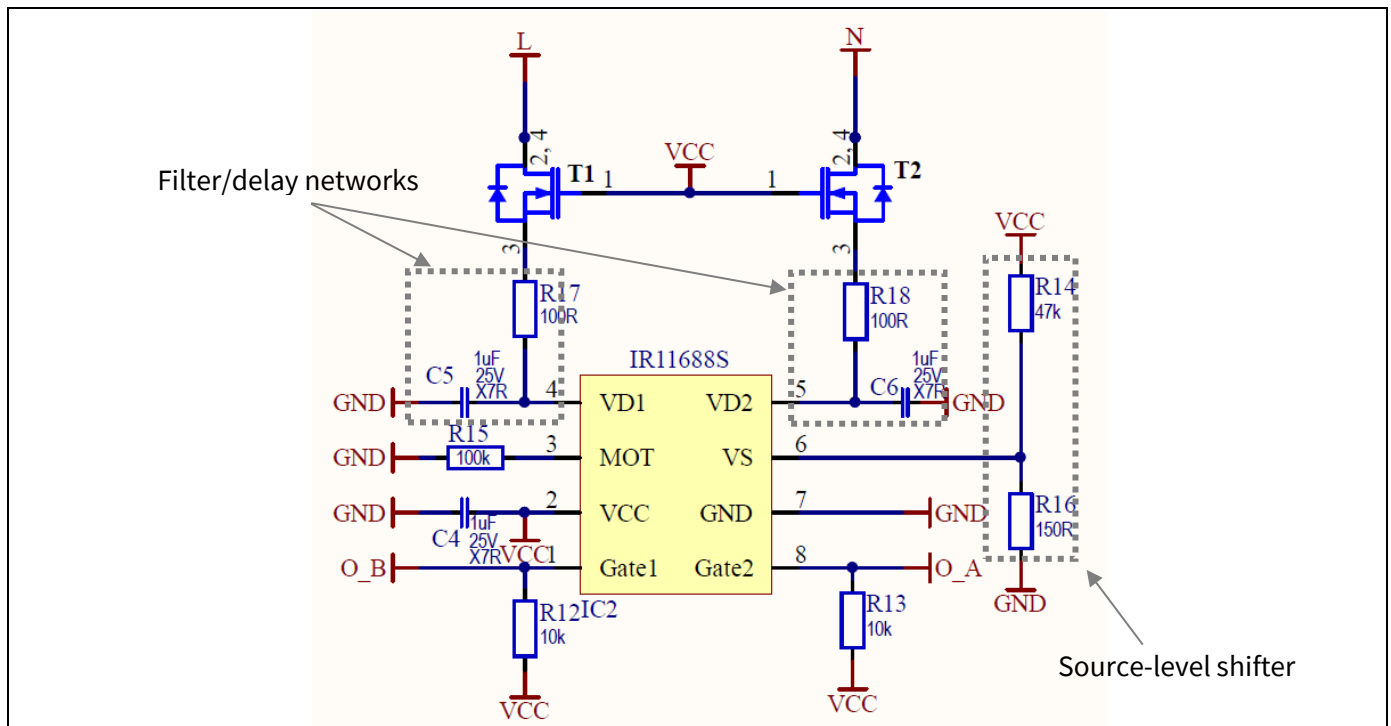 L
N
2, 4
2, 4
VCC
T1
1
1
T2
Filter/delay networks
3
3
VCC
R17
100R
R18
100R
R14
47k
IR11688S
C5
1uF
25V
X7R
GND
4
VD1
VD2
5
C6
1uF
25V
X7R
GND
R15
100k
GND
3
MOT
VS
6
GND
C4
1uF
25V
X7R
2
VCC
VCC
GND
7
GND
R16
150R
O_B
1
Gate1
Gate2
8
O_A
GND
R12
10k
IC2
R13
10k
Source-level shifter
VCC
VCC